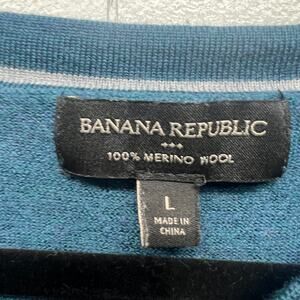 BANANA REPUBLIC
100% MERINO WOOL
L
MADE IN
CHINA